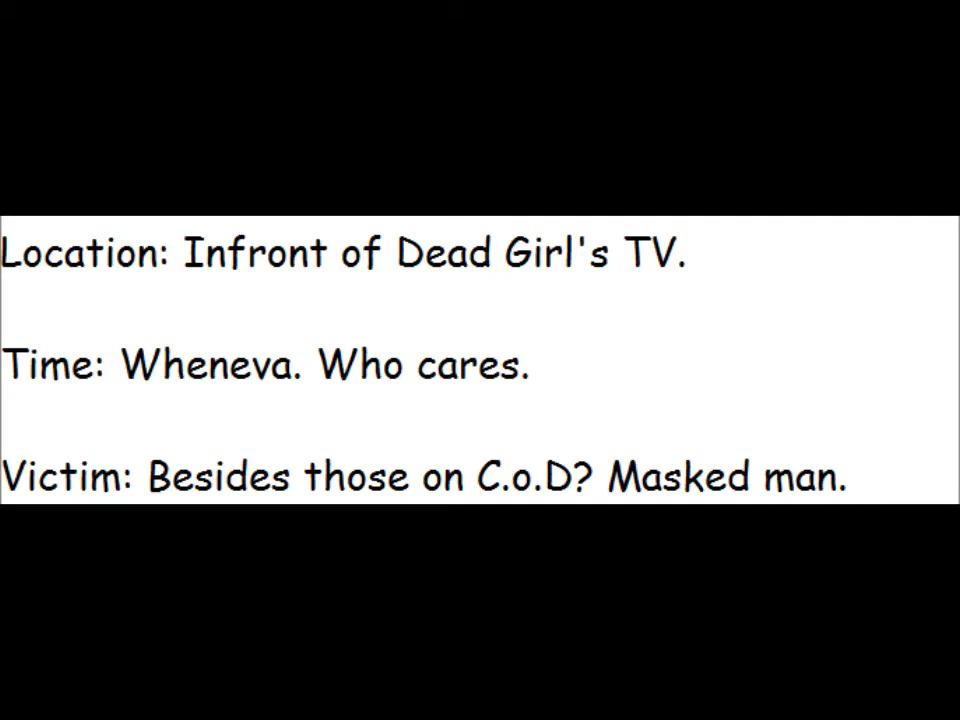 Location: Infront of Dead Girl's TV.
Time: Wheneva. Who cares.
Victim: Besides those on C.o.D? Masked man.